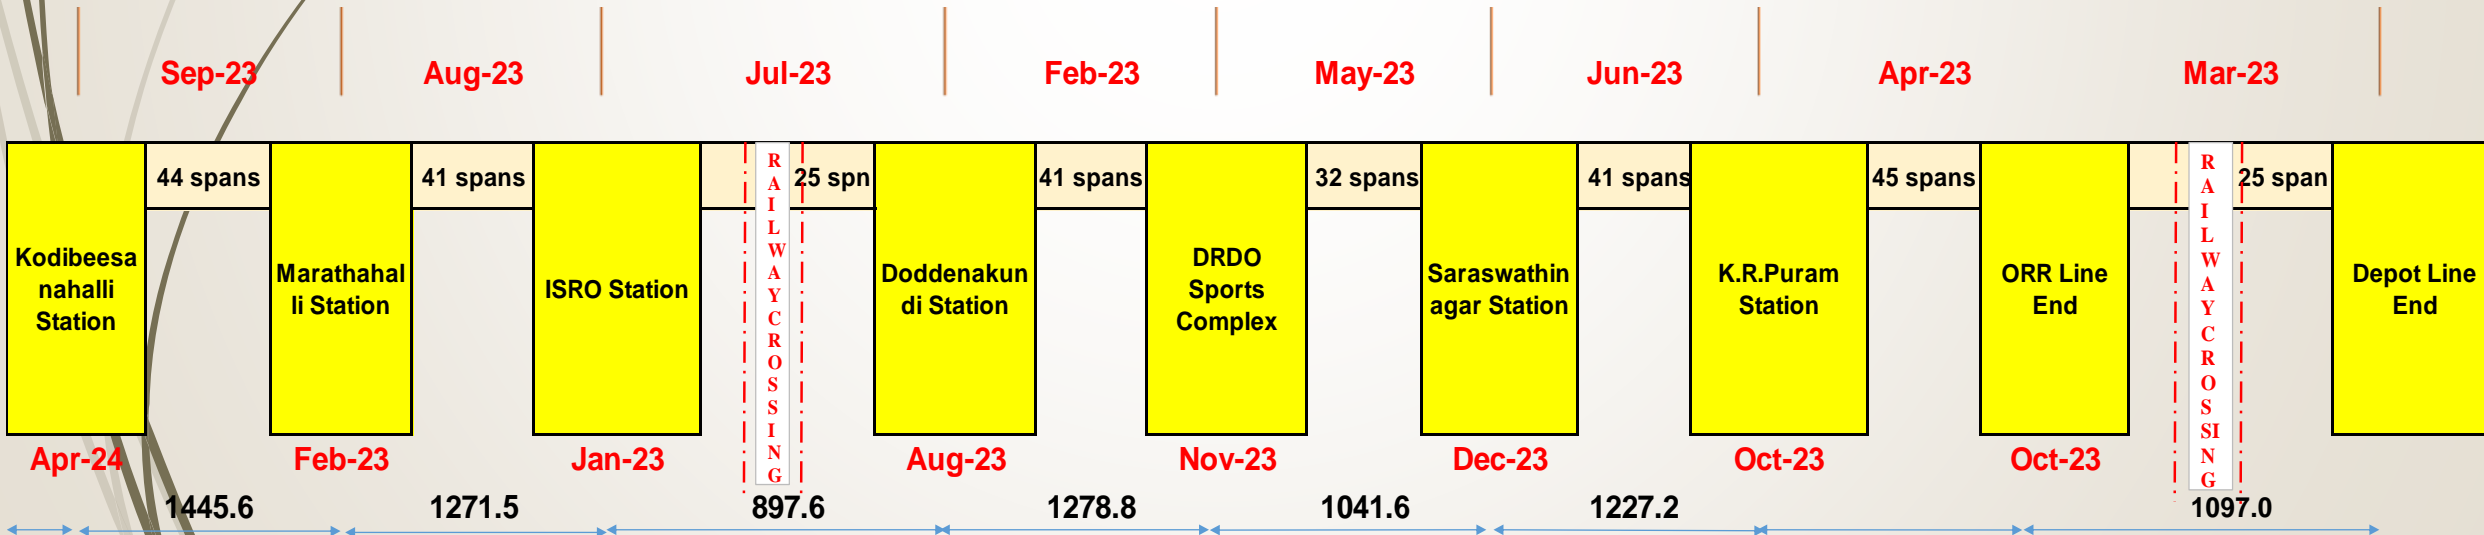 Sep-23 Aug-23 Jul-23 Feb-23 May-23 Jun-23 Apr-23 Mar-23
44 spans 41 spans 25 spn 41 spans 32 spans 41 spans 45 spans 25 span
Kodibeesa
nahalli
Station
Marathahal
li Station
ISRO Station
RAILWAYCROSSING
Doddenakun
di Station
DRDO
Sports
Complex
Saraswathin
agar Station
K.R.Puram
Station
ORR Line
End
RAILWAYCROSSING
Depot Line
End
Apr-24 Feb-23 Jan-23 Aug-23 Nov-23 Dec-23 Oct-23 Oct-23
1445.6 1271.5 897.6 1278.8 1041.6 1227.2 1097.0